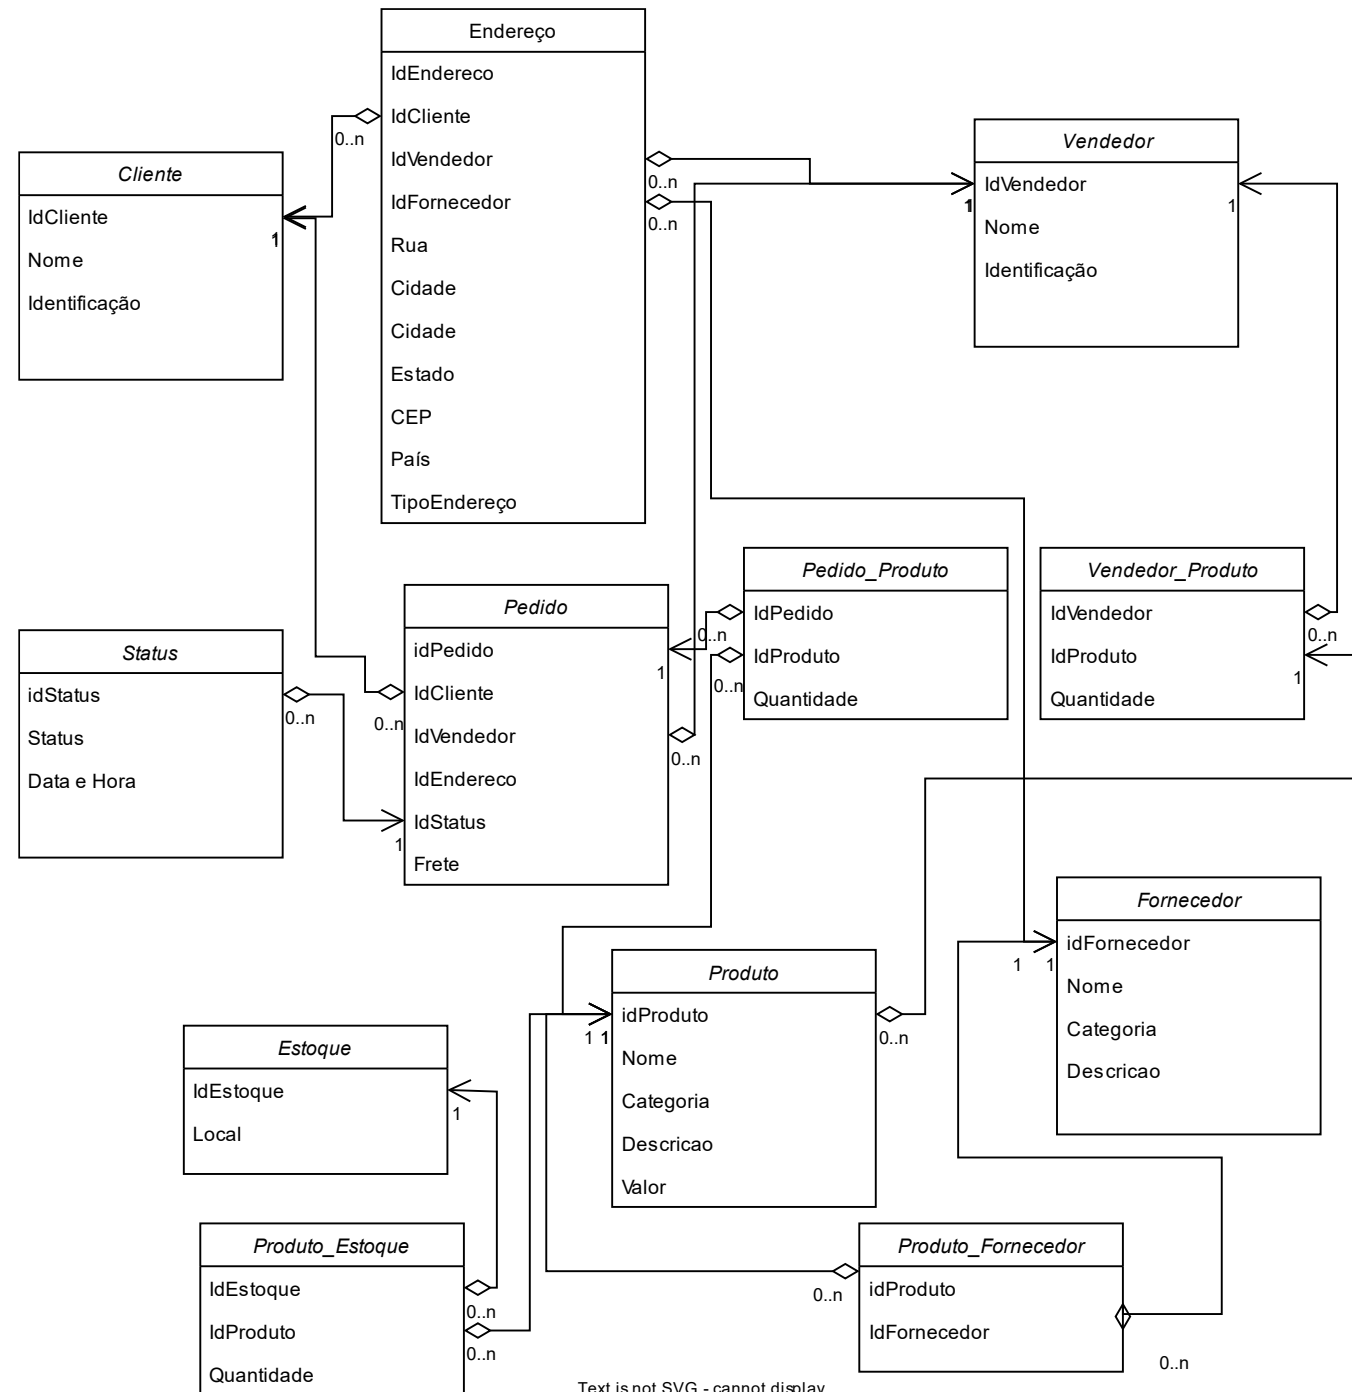 Endereço
IdEndereco
IdCliente
IdVendedor
IdFornecedor
Rua
Cidade
Cidade
Estado
CEP
País
TipoEndereço
0..n
0..n
0..n
Cliente
IdCliente
Nome
Identificação
1
Vendedor
IdVendedor
Nome
Identificação
1
1
Pedido_Produto
IdPedido
IdProduto
Quantidade
0..n
0..n
Vendedor_Produto
IdVendedor
IdProduto
Quantidade
0..n
1
Pedido
idPedido
IdCliente
IdVendedor
IdEndereco
IdStatus
Frete
1
0..n
0..n
1
Status
idStatus
Status
Data e Hora
0..n
Fornecedor
idFornecedor
Nome
Categoria
Descricao
1
1
Produto
idProduto
Nome
Categoria
Descricao
Valor
1
1
0..n
Estoque
IdEstoque
Local
1
Produto_Estoque
IdEstoque
IdProduto
Quantidade
0..n
0..n
Produto_Fornecedor
idProduto
IdFornecedor
0..n
0..n
Text is not SVG - cannot display